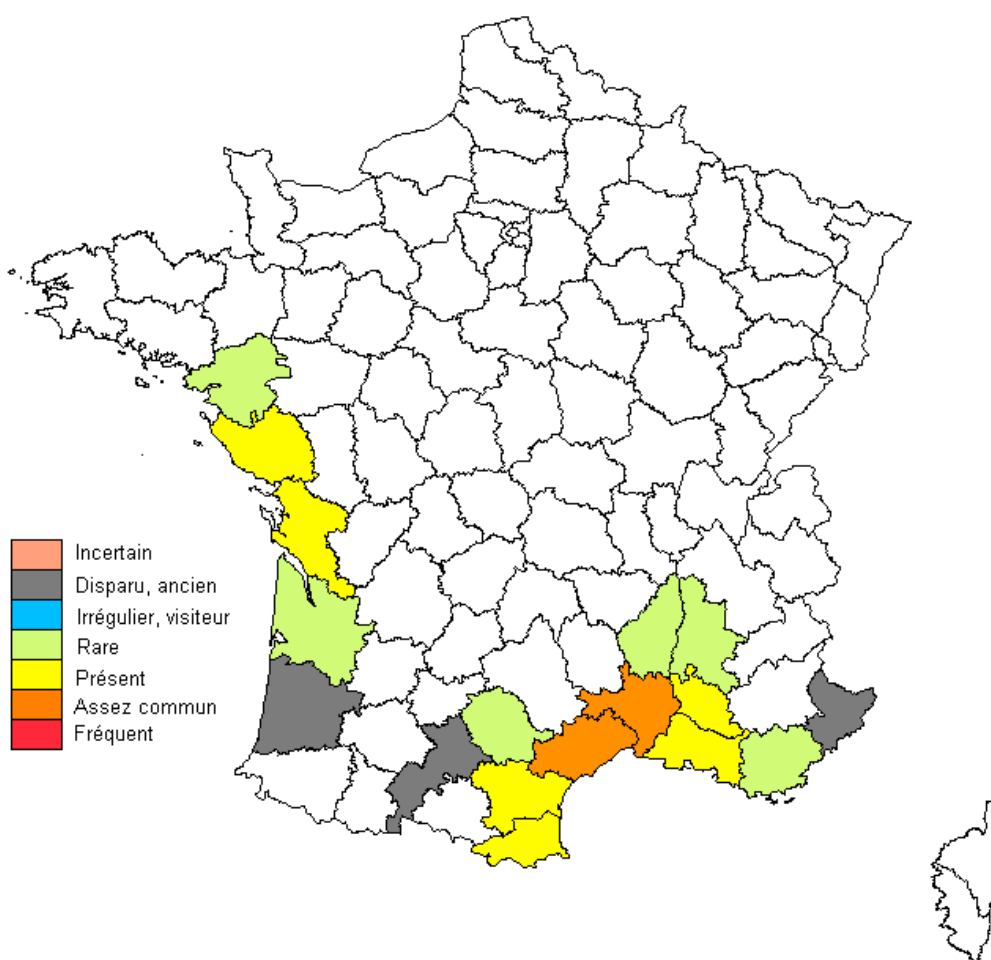 Incertain
Disparu, ancien
Irrégulier, visiteur
Rare
Présent
Assez commun
Fréquent